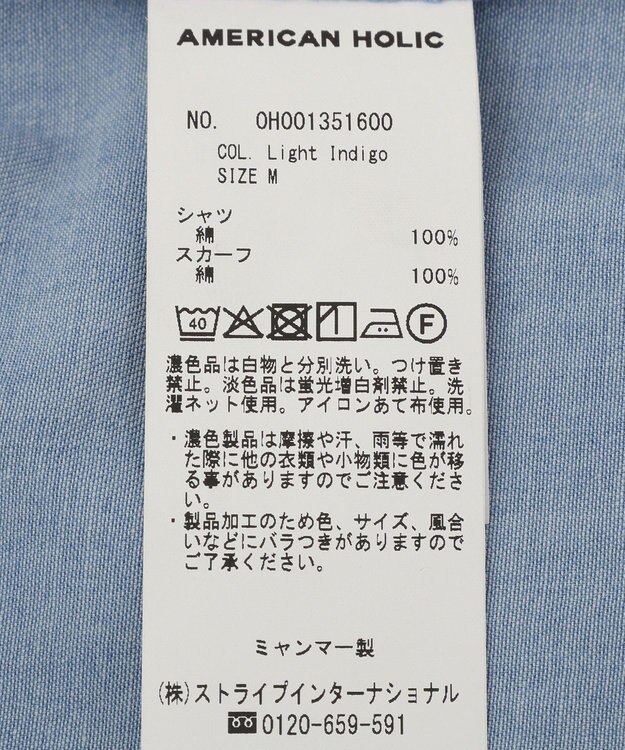 AMERICAN HOLIC
NO. OH001351600
COL. Light Indigo
SIZE M
シャツ
綿 100%
スカーフ
綿 100%
40 F
濃色品は白物と分別洗い。つけ置き
禁止。淡色品は蛍光増白剤禁止。洗
濯ネット使用。アイロンあて布使用。
・濃色製品は摩擦や汗、雨等で濡れ
た際に他の衣類や小物類に色が移
る事がありますのでご注意くださ
い。
・製品加工のため色、サイズ、風合
いなどにバラつきがありますので
ご了承ください。
ミャンマー製
(株)ストライプインターナショナル
0120-659-591